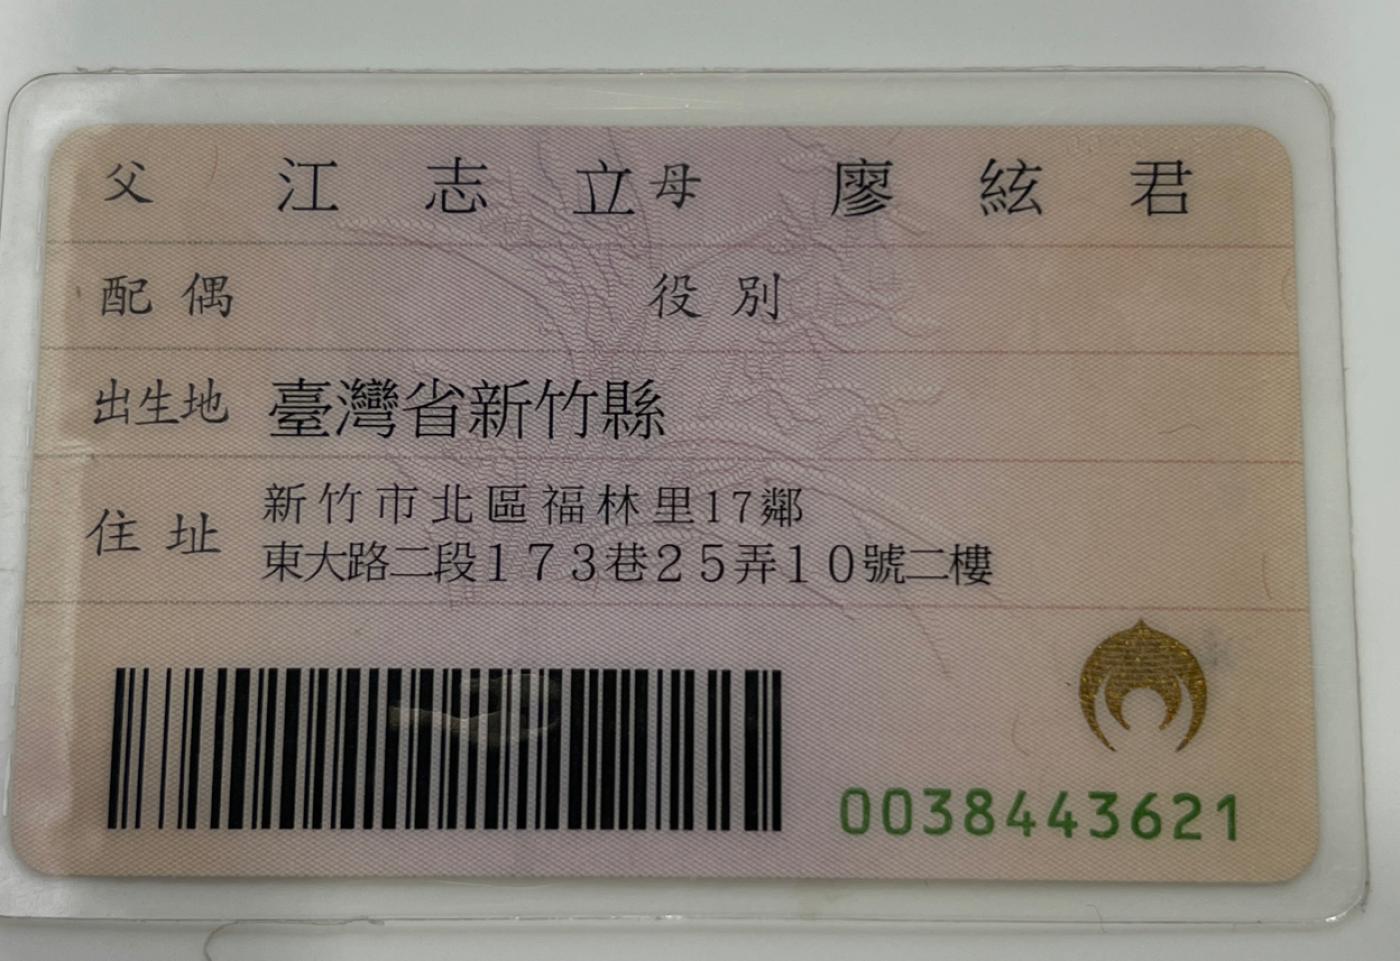 父 江志立 母 廖絃君
配偶 役別
出生地 臺灣省新竹縣
住址 新竹市北區福林里17鄰
東大路二段173巷25弄10號二樓
0038443621